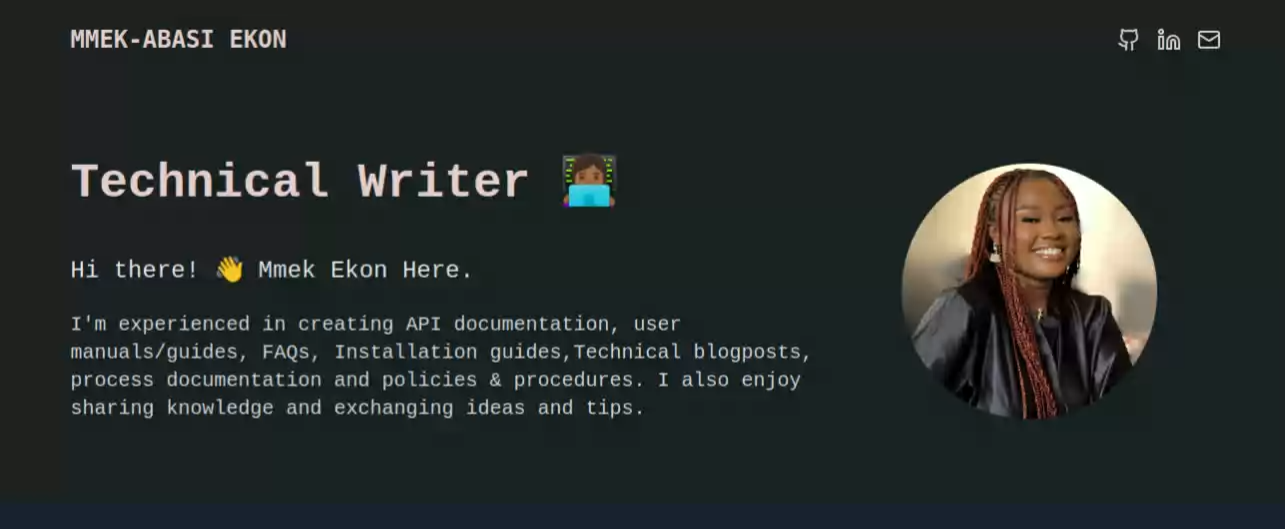 MMEK-ABASI EKON
Technical Writer 👩🏾‍💻
Hi there! 👋 Mmek Ekon Here.
I'm experienced in creating API documentation, user
manuals/guides, FAQs, Installation guides,Technical blogposts,
process documentation and policies & procedures. I also enjoy
sharing knowledge and exchanging ideas and tips.